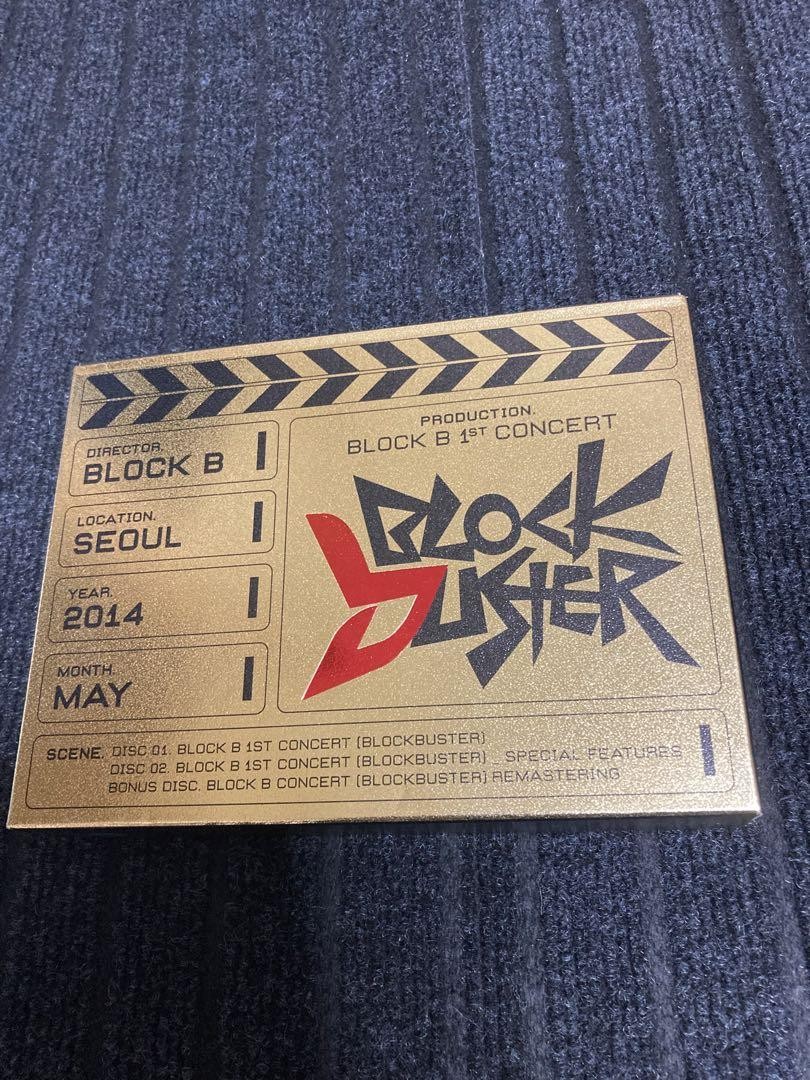 DIRECTOR.
BLOCK B
LOCATION.
SEOUL
YEAR.
2014
MONTH.
MAY
PRODUCTION.
BLOCK B 1ST CONCERT
BLOCK
bUSTER
SCENE. DISC 01. BLOCK B 1ST CONCERT (BLOCKBUSTER)
DISC 02. BLOCK B 1ST CONCERT (BLOCKBUSTER) _ SPECIAL FEATURES
BONUS DISC. BLOCK B CONCERT (BLOCKBUSTER) REMASTERING